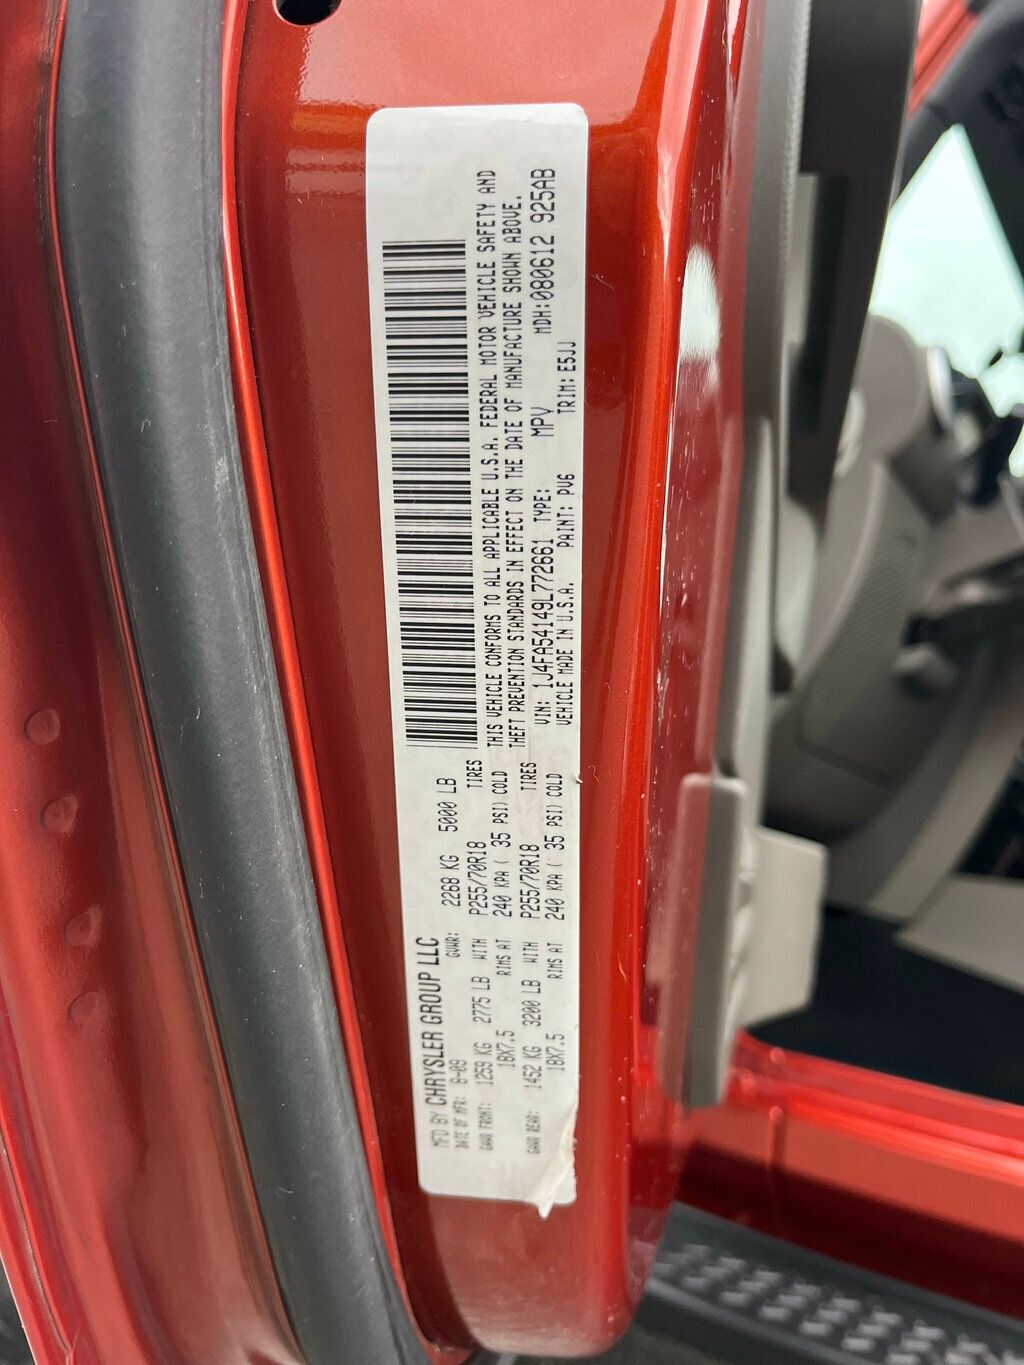 MFD BY CHRYSLER GROUP LLC
DATE OF MFR: 8-09 GVWR: 2268 KG 5000 LB
GAWR FRONT: 1259 KG 2775 LB WITH P255/70R18 TIRES
18X7.5 RIMS AT 240 KPA ( 35 PSI) COLD
GAWR REAR: 1452 KG 3200 LB WITH P255/70R18 TIRES
18X7.5 RIMS AT 240 KPA ( 35 PSI) COLD
THIS VEHICLE CONFORMS TO ALL APPLICABLE U.S.A. FEDERAL MOTOR VEHICLE SAFETY AND
THEFT PREVENTION STANDARDS IN EFFECT ON THE DATE OF MANUFACTURE SHOWN ABOVE.
VIN: 1J4FA54149L772661 TYPE: MPV MDH:080612 925AB
VEHICLE MADE IN U.S.A. PAINT: PV6 TRIM: E5JJ